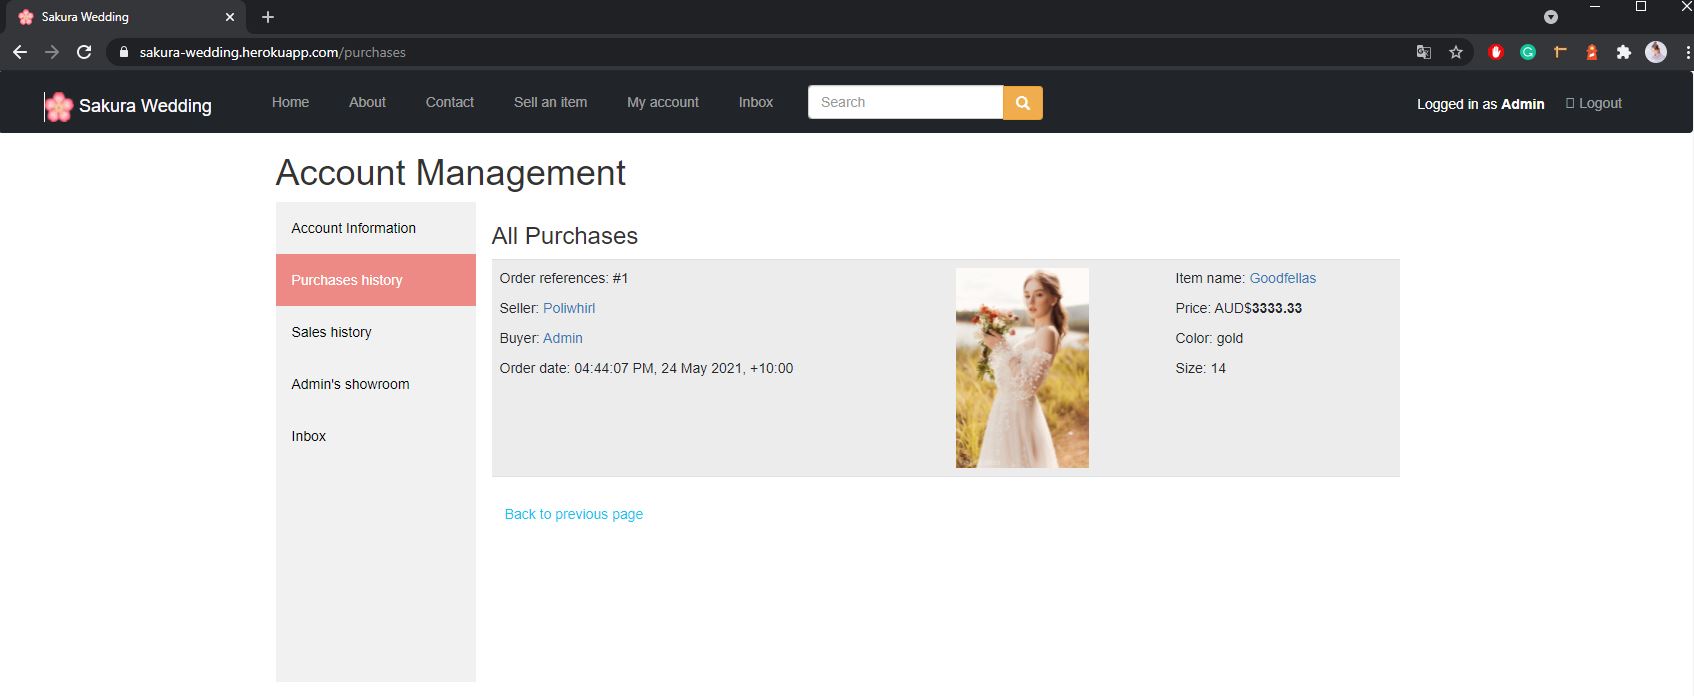 Sakura Wedding
sakura-wedding.herokuapp.com/purchases
Sakura Wedding Home About Contact Sell an item My account Inbox Search Logged in as Admin Logout
Account Management
Account Information
Purchases history
Sales history
Admin's showroom
Inbox
All Purchases
Order references: #1
Seller: Poliwhirl
Buyer: Admin
Order date: 04:44:07 PM, 24 May 2021, +10:00
Item name: Goodfellas
Price: AUD$3333.33
Color: gold
Size: 14
Back to previous page